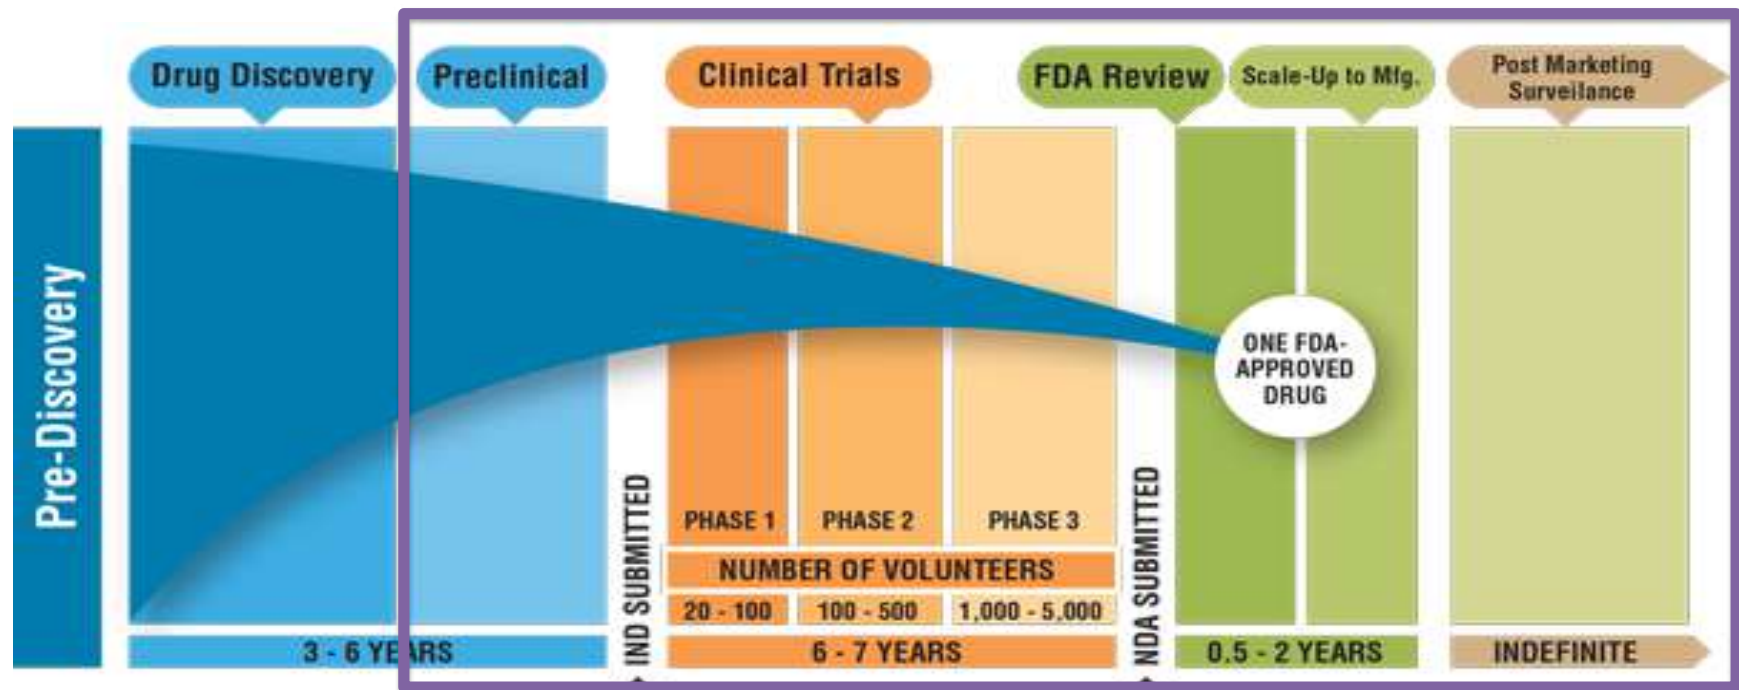 Pre-Discovery
Drug Discovery
Preclinical
Clinical Trials
FDA Review
Scale-Up to Mfg.
Post Marketing
Surveilance
ONE FDA-
APPROVED
DRUG
IND SUBMITTED
PHASE 1
PHASE 2
PHASE 3
NUMBER OF VOLUNTEERS
20 - 100
100 - 500
1,000 - 5,000
NDA SUBMITTED
3 - 6 YEARS
6 - 7 YEARS
0.5 - 2 YEARS
INDEFINITE